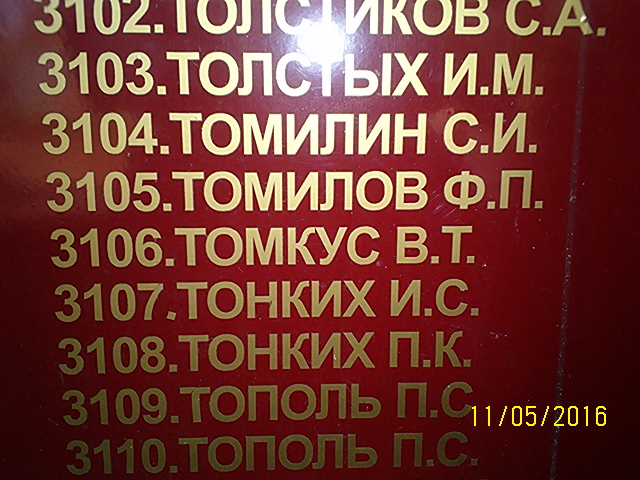 3102.ТОЛСТИКОВ С.А.
3103.ТОЛСТЫХ И.М.
3104.ТОМИЛИН С.И.
3105.ТОМИЛОВ Ф.П.
3106.ТОМКУС В.Т.
3107.ТОНКИХ И.С.
3108.ТОНКИХ П.К.
3109.ТОПОЛЬ П.С
11/05/2016
3110.ТОПОЛЬ П.С.